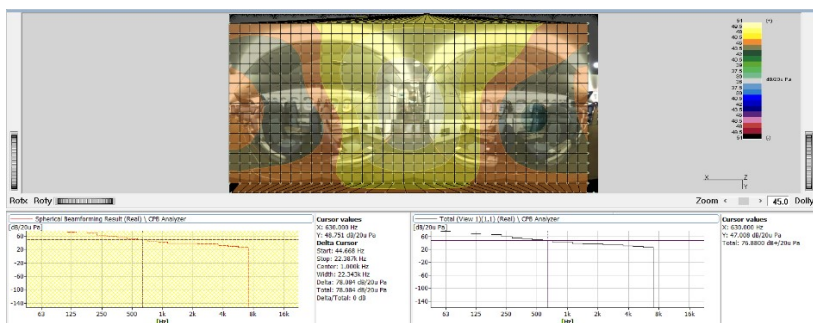 51 (+)
dB/20u Pa
51 (-)
X Z
Y
Rotx Roty
Zoom < > 45.0 Dolly
Spherical Beamforming Result (Real) \ CPB Analyzer
[dB/20u Pa]
60
20
-20
-60
-100
-140
63 125 250 500 1k 2k 4k 8k 16k
[Hz]
Cursor values
X: 630.000 Hz
Y: 48.751 dB/20u Pa
Delta Cursor
Start: 44.668 Hz
Stop: 22.387k Hz
Center: 1.000k Hz
Width: 22.343k Hz
Delta: 78.084 dB/20u Pa
Total: 78.084 dB/20u Pa
Delta/Total: 0 dB
Total (View 1)(1,1) (Real) \ CPB Analyzer
[dB/20u Pa]
60
20
-20
-60
-100
-140
63 125 250 500 1k 2k 4k 8k 16k
[Hz]
Cursor values
X: 630.000 Hz
Y: 47.008 dB/20u Pa
Total: 76.8800 dB+/20u Pa